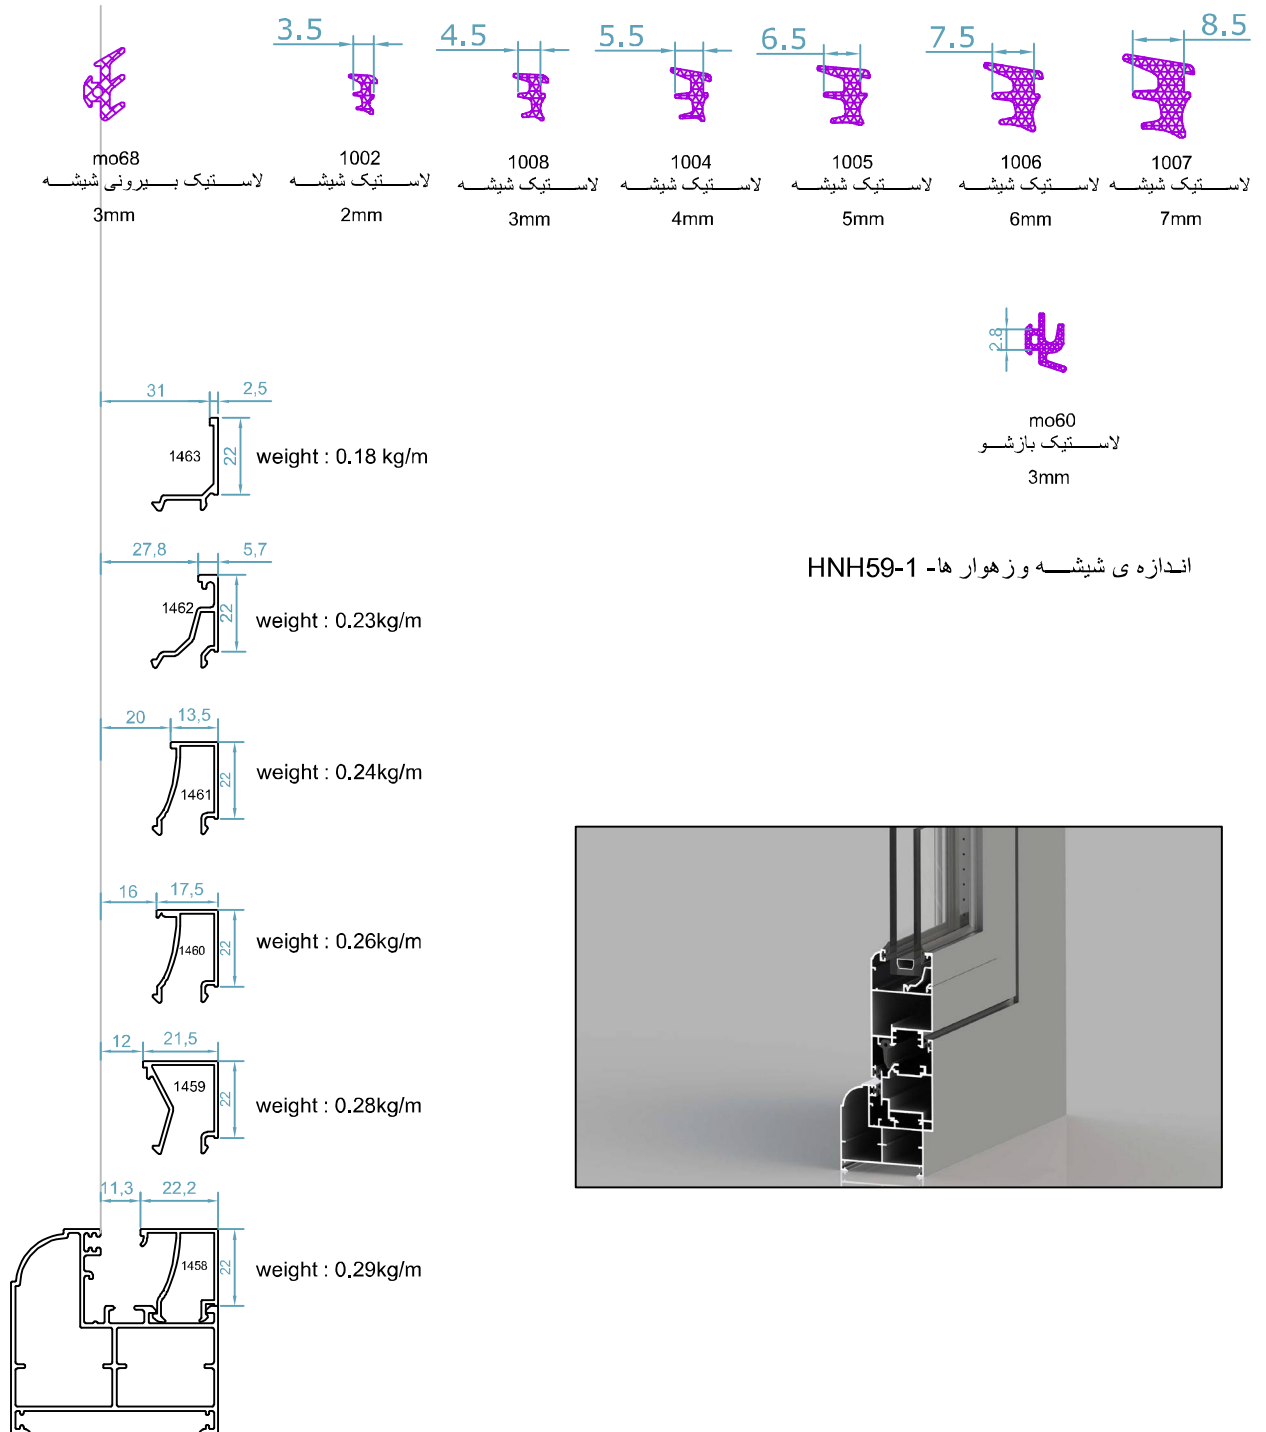 3.5
4.5
5.5
6.5
7.5
8.5
mo68
لاستیک بیرونی شیشه
3mm
1002
لاستیک شیشه
2mm
1008
لاستیک شیشه
3mm
1004
لاستیک شیشه
4mm
1005
لاستیک شیشه
5mm
1006
لاستیک شیشه
6mm
1007
لاستیک شیشه
7mm
2.8
mo60
لاستیک بازشو
3mm
اندازه ی شیشه و زهوار ها- HNH59-1
31
2,5
1463
22
weight : 0.18 kg/m
27,8
5,7
1462
22
weight : 0.23kg/m
20
13,5
1461
22
weight : 0.24kg/m
16
17,5
1460
22
weight : 0.26kg/m
12
21,5
1459
22
weight : 0.28kg/m
11,3
22,2
1458
22
weight : 0.29kg/m